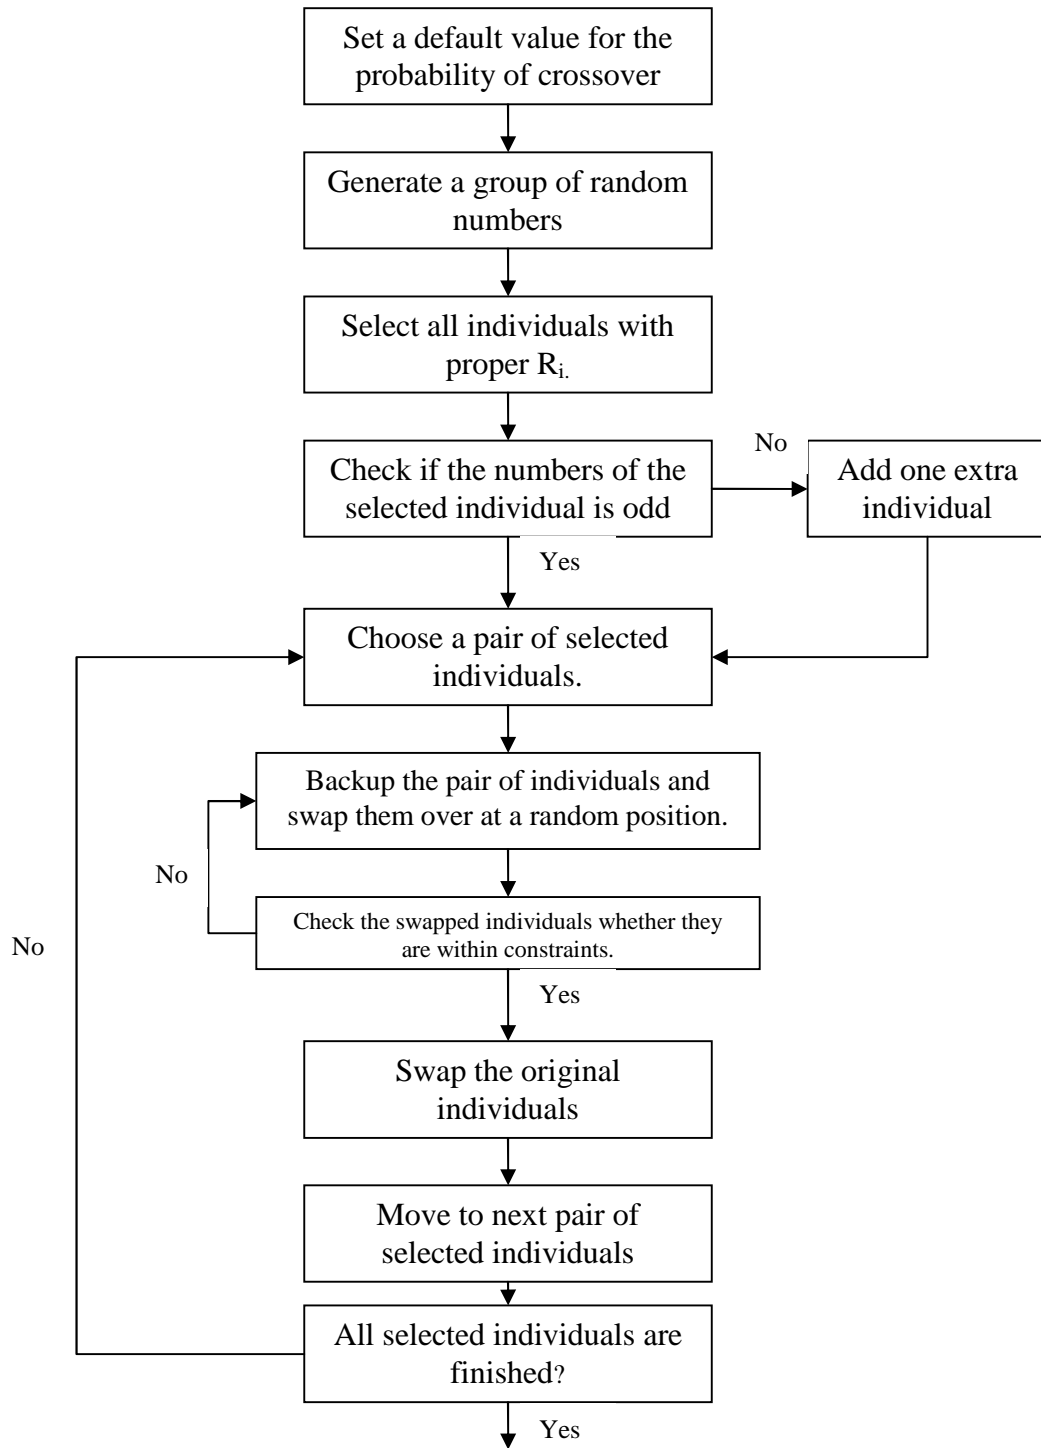 Set a default value for the
probability of crossover
Generate a group of random
numbers
Select all individuals with
proper Ri.
No
Check if the numbers of the
selected individual is odd
Add one extra
individual
Yes
Choose a pair of selected
individuals.
Backup the pair of individuals and
swap them over at a random position.
No
Check the swapped individuals whether they
are within constraints.
No
Yes
Swap the original
individuals
Move to next pair of
selected individuals
All selected individuals are
finished?
Yes